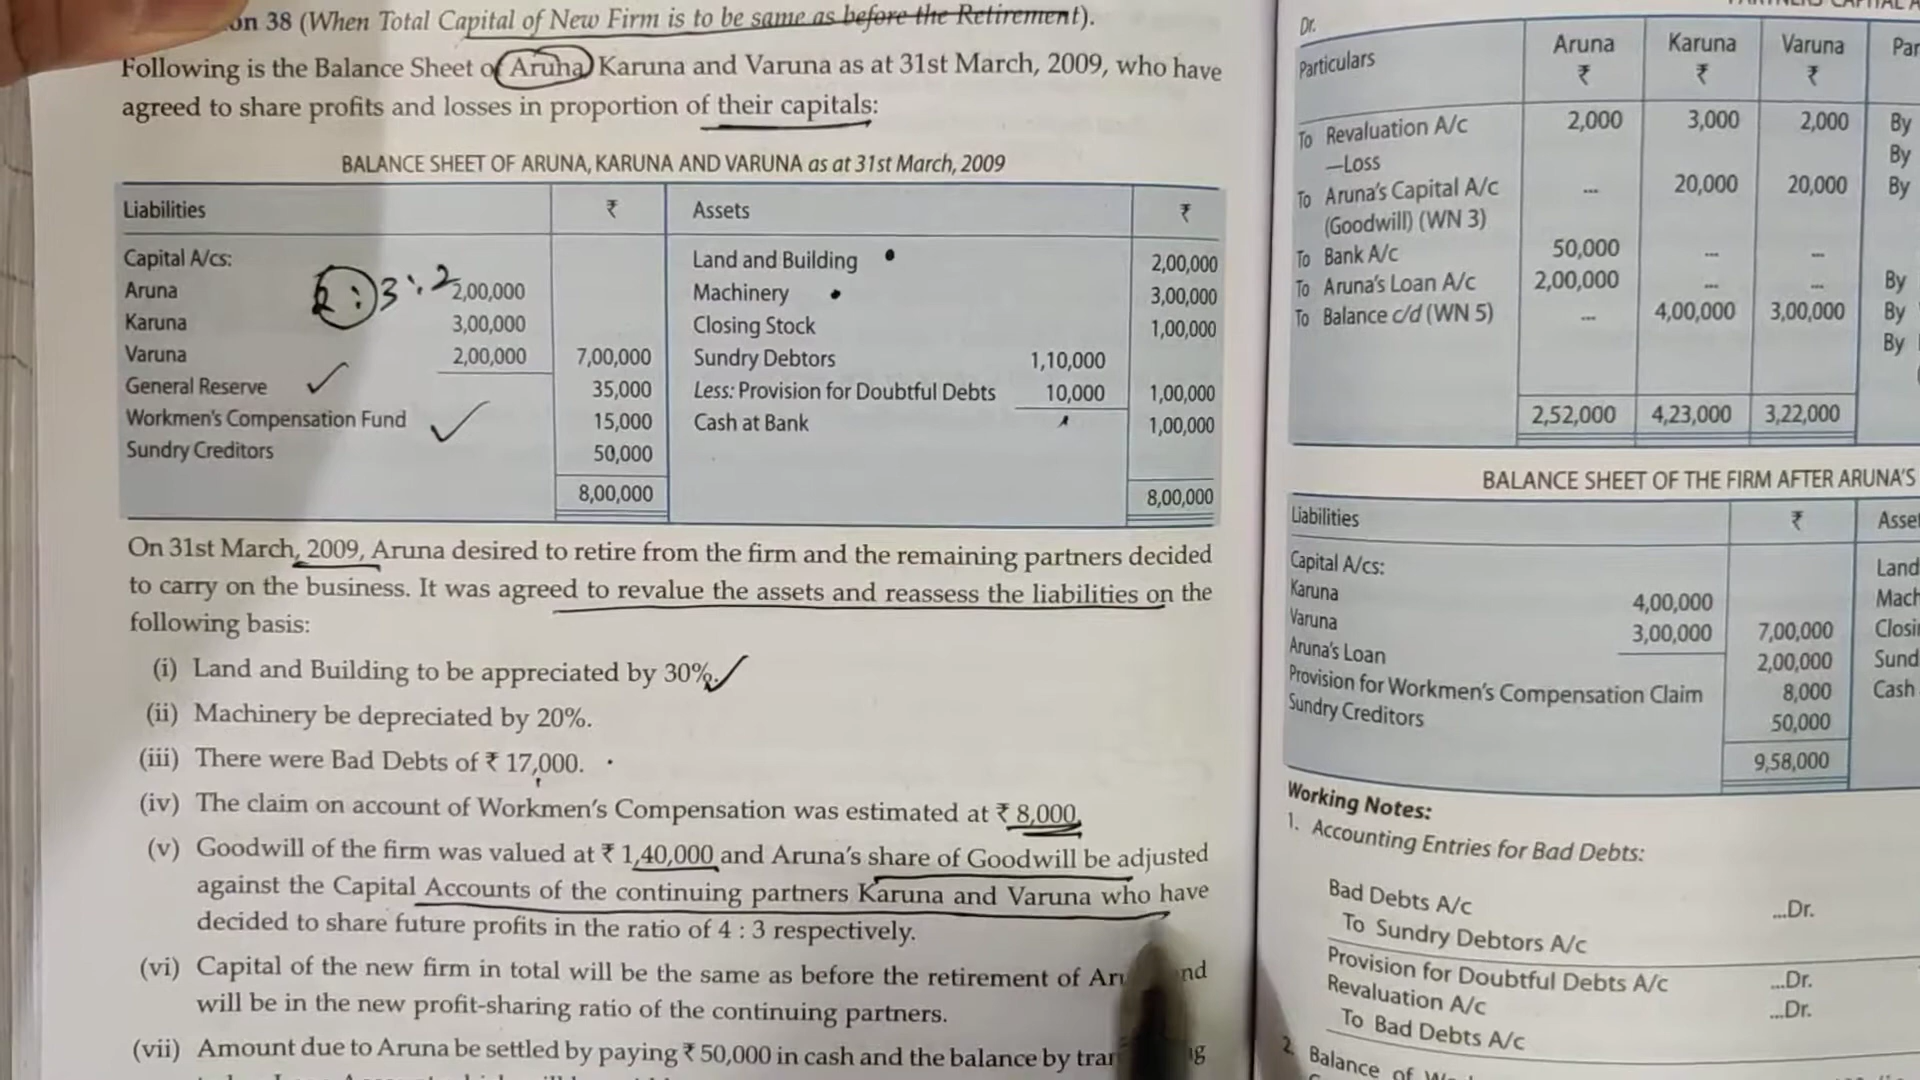 on 38 (When Total Capital of New Firm is to be same as before the Retirement).
Following is the Balance Sheet of Aruna, Karuna and Varuna as at 31st March, 2009, who have
agreed to share profits and losses in proportion of their capitals:
BALANCE SHEET OF ARUNA, KARUNA AND VARUNA as at 31st March, 2009
Liabilities ₹ Assets ₹
Capital A/cs: Land and Building 2,00,000
Aruna 2,00,000 Machinery 3,00,000
2 : 3 : 2
Karuna 3,00,000 Closing Stock 1,00,000
Varuna 2,00,000 7,00,000 Sundry Debtors 1,10,000
General Reserve 35,000 Less: Provision for Doubtful Debts 10,000 1,00,000
Workmen's Compensation Fund 15,000 Cash at Bank 1,00,000
Sundry Creditors 50,000
8,00,000 8,00,000
On 31st March, 2009, Aruna desired to retire from the firm and the remaining partners decided
to carry on the business. It was agreed to revalue the assets and reassess the liabilities on the
following basis:
(i) Land and Building to be appreciated by 30%.
(ii) Machinery be depreciated by 20%.
(iii) There were Bad Debts of ₹ 17,000.
(iv) The claim on account of Workmen's Compensation was estimated at ₹ 8,000.
(v) Goodwill of the firm was valued at ₹ 1,40,000 and Aruna's share of Goodwill be adjusted
against the Capital Accounts of the continuing partners Karuna and Varuna who have
decided to share future profits in the ratio of 4 : 3 respectively.
(vi) Capital of the new firm in total will be the same as before the retirement of Aru nd
will be in the new profit-sharing ratio of the continuing partners.
(vii) Amount due to Aruna be settled by paying ₹ 50,000 in cash and the balance by tran g
Dr.
Particulars Aruna Karuna Varuna Par
₹ ₹ ₹
To Revaluation A/c 2,000 3,000 2,000 By
—Loss By
To Aruna's Capital A/c ... 20,000 20,000 By
(Goodwill) (WN 3)
To Bank A/c 50,000 ... ...
To Aruna's Loan A/c 2,00,000 ... ... By
To Balance c/d (WN 5) ... 4,00,000 3,00,000 By
By
2,52,000 4,23,000 3,22,000
BALANCE SHEET OF THE FIRM AFTER ARUNA'S
Liabilities ₹ Asset
Capital A/cs: Land
Karuna 4,00,000 Mach
Varuna 3,00,000 7,00,000 Closin
Aruna's Loan 2,00,000 Sund
Provision for Workmen's Compensation Claim 8,000 Cash
Sundry Creditors 50,000
9,58,000
Working Notes:
1. Accounting Entries for Bad Debts:
Bad Debts A/c ...Dr.
To Sundry Debtors A/c
Provision for Doubtful Debts A/c ...Dr.
Revaluation A/c ...Dr.
To Bad Debts A/c
2. Balance of